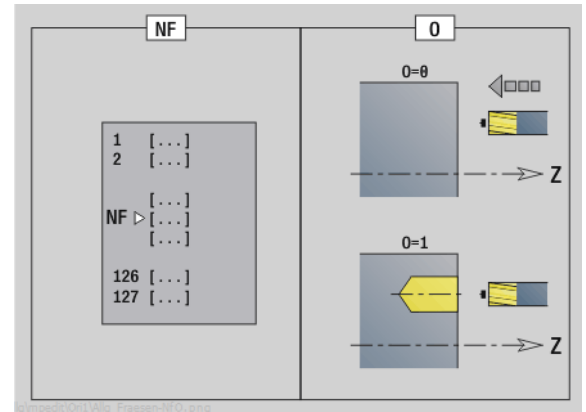 NF
1 [...]
2 [...]
[...]
NF [...]
[...]
126 [...]
127 [...]
O
O=0
Z
O=1
Z